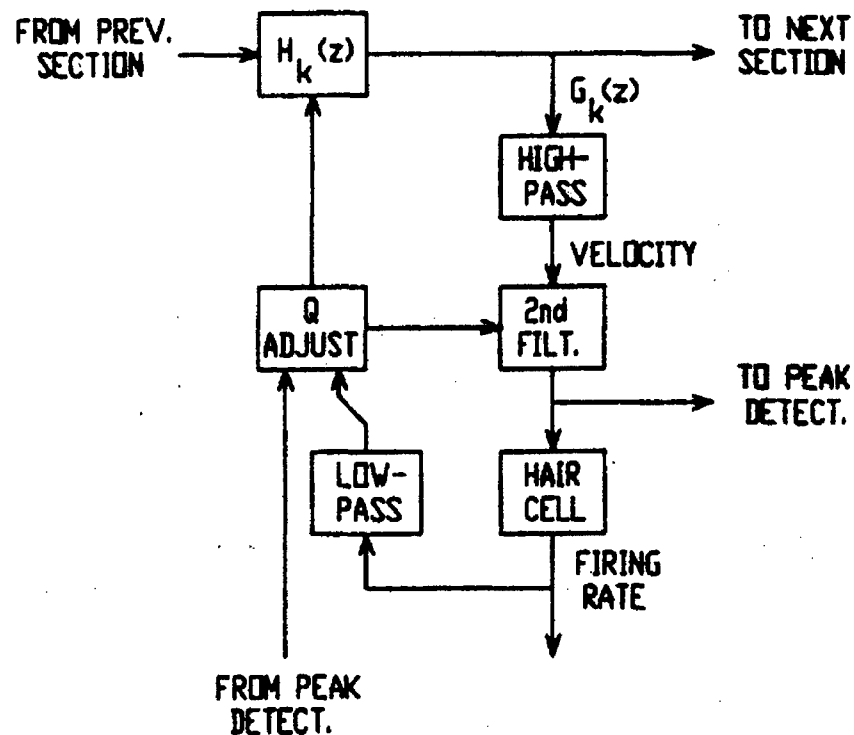 FROM PREV.
SECTION
H_k(z)
TO NEXT
SECTION
G_k(z)
HIGH-
PASS
VELOCITY
Q
ADJUST
2nd
FILT.
TO PEAK
DETECT.
LOW-
PASS
HAIR
CELL
FIRING
RATE
FROM PEAK
DETECT.